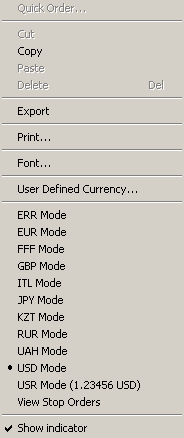 Quick Order...
Cut
Copy
Paste
Delete Del
Export
Print...
Font...
User Defined Currency...
ERR Mode
EUR Mode
FFF Mode
GBP Mode
ITL Mode
JPY Mode
KZT Mode
RUR Mode
UAH Mode
USD Mode
USR Mode (1.23456 USD)
View Stop Orders
Show indicator